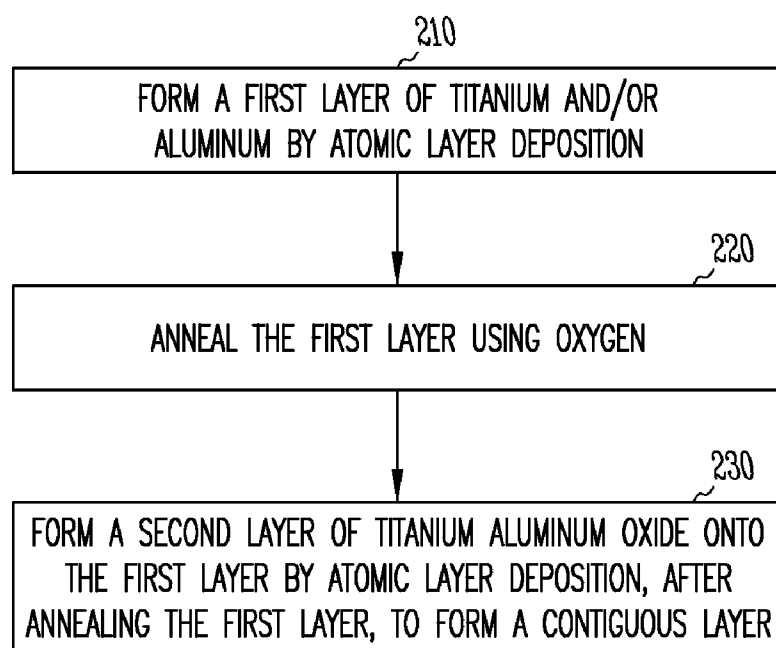 210
FORM A FIRST LAYER OF TITANIUM AND/OR
ALUMINUM BY ATOMIC LAYER DEPOSITION
220
ANNEAL THE FIRST LAYER USING OXYGEN
230
FORM A SECOND LAYER OF TITANIUM ALUMINUM OXIDE ONTO
THE FIRST LAYER BY ATOMIC LAYER DEPOSITION, AFTER
ANNEALING THE FIRST LAYER, TO FORM A CONTIGUOUS LAYER